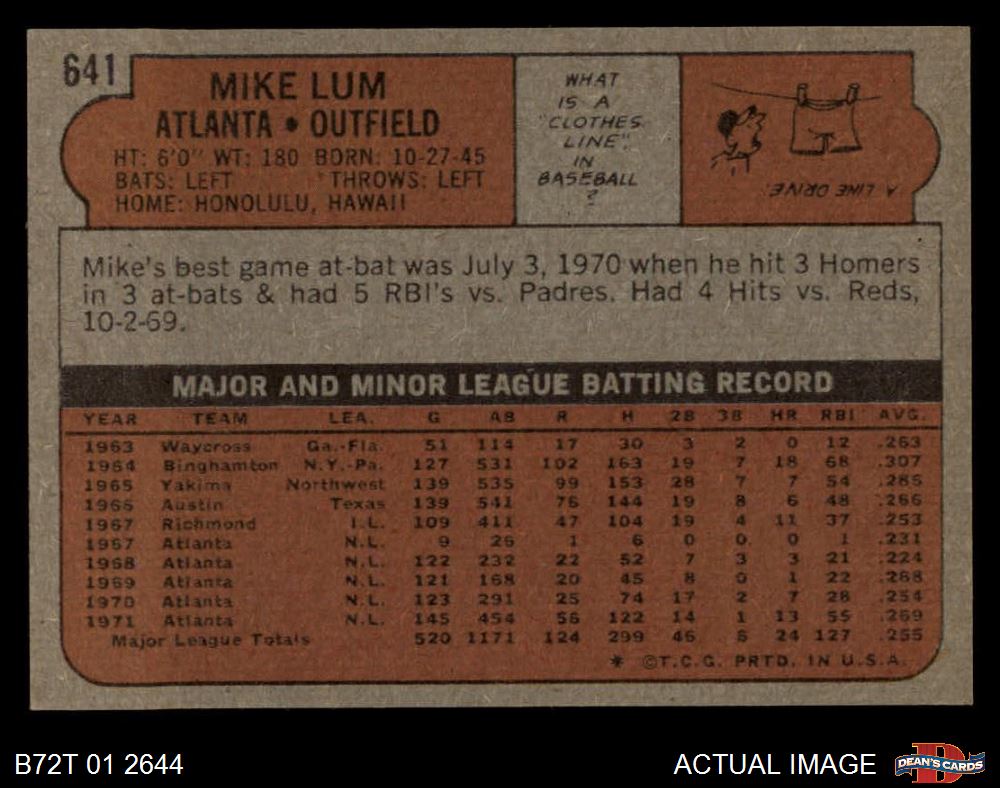 641
MIKE LUM
ATLANTA • OUTFIELD
HT: 6'0" WT: 180 BORN: 10-27-45
BATS: LEFT THROWS: LEFT
HOME: HONOLULU, HAWAII
WHAT
IS A
"CLOTHES
LINE"
IN
BASEBALL
?
A LINE DRIVE.
Mike's best game at-bat was July 3, 1970 when he hit 3 Homers
in 3 at-bats & had 5 RBI's vs. Padres. Had 4 Hits vs. Reds,
10-2-69.
MAJOR AND MINOR LEAGUE BATTING RECORD
YEAR TEAM LEA. G AB R H 2B 3B HR RBI AVG.
1963 Waycross Ga.-Fla. 51 114 17 30 3 2 0 12 .263
1964 Binghamton N.Y.-Pa. 127 531 102 163 19 7 18 68 .307
1965 Yakima Northwest 139 535 99 153 28 7 7 54 .286
1966 Austin Texas 139 541 76 144 19 8 6 48 .266
1967 Richmond I.L. 109 411 47 104 19 4 11 37 .253
1967 Atlanta N.L. 9 26 1 6 0 0 0 1 .231
1968 Atlanta N.L. 122 232 22 52 7 3 3 21 .224
1969 Atlanta N.L. 121 168 20 45 8 0 1 22 .268
1970 Atlanta N.L. 123 291 25 74 17 2 7 28 .254
1971 Atlanta N.L. 145 454 56 122 14 1 13 55 .269
Major League Totals 520 1171 124 299 46 6 24 127 .255
* ©T.C.G. PRTD. IN U.S.A.
B72T 01 2644
ACTUAL IMAGE
D
DEAN'S CARDS